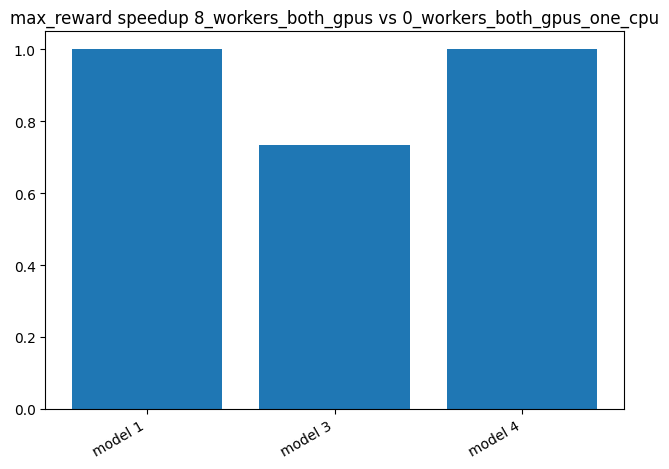 max_reward speedup 8_workers_both_gpus vs 0_workers_both_gpus_one_cpu
1.0
0.8
0.6
0.4
0.2
0.0
model 1
model 3
model 4